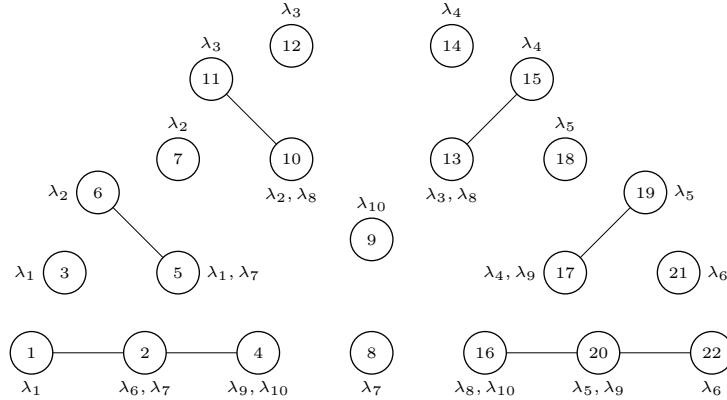 λ₃ λ₄
12 14
λ₃ λ₄
11 15
λ₂ λ₅
7 10 13 18
λ₂ 6 λ₂, λ₈ λ₃, λ₈ 19 λ₅
λ₁₀
9
λ₁ 3 5 λ₁, λ₇ λ₄, λ₉ 17 21 λ₆
1 2 4 8 16 20 22
λ₁ λ₆, λ₇ λ₉, λ₁₀ λ₇ λ₈, λ₁₀ λ₅, λ₉ λ₆